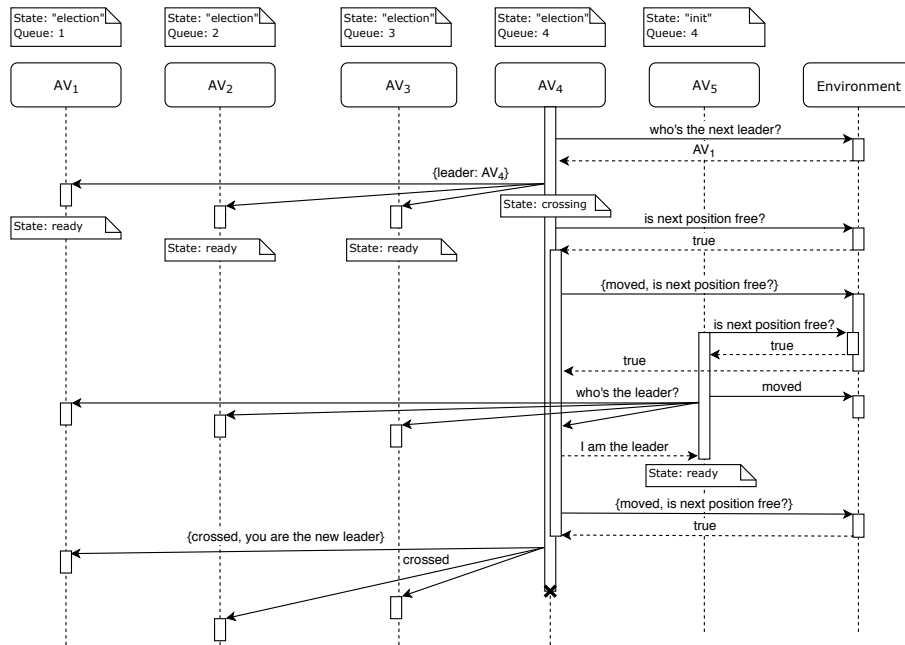 State: "election"
Queue: 1
State: "election"
Queue: 2
State: "election"
Queue: 3
State: "election"
Queue: 4
State: "init"
Queue: 4
AV₁
AV₂
AV₃
AV₄
AV₅
Environment
who's the next leader?
AV₁
{leader: AV₄}
State: crossing
State: ready
is next position free?
State: ready
State: ready
true
{moved, is next position free?}
is next position free?
true
true
who's the leader?
moved
I am the leader
State: ready
{moved, is next position free?}
true
{crossed, you are the new leader}
crossed